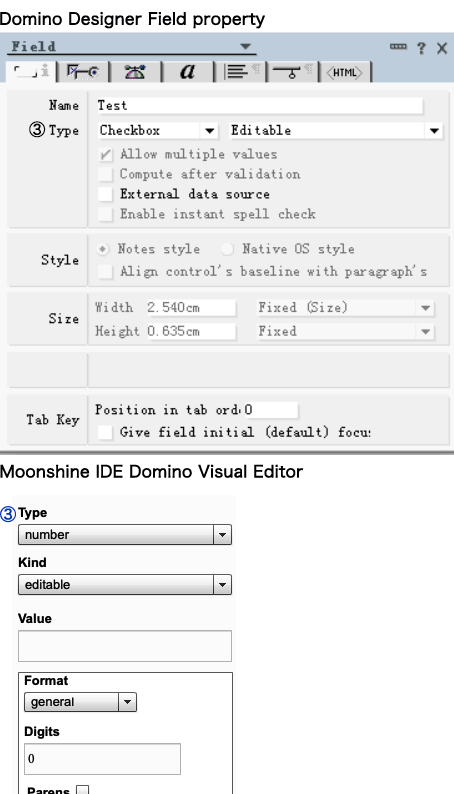 Domino Designer Field property
Field
? X
i a <HTML>
Name Test
③ Type Checkbox Editable
Allow multiple values
Compute after validation
External data source
Enable instant spell check
Style Notes style Native OS style
Align control's baseline with paragraph's
Size Width 2.540cm Fixed (Size)
Height 0.635cm Fixed
Tab Key Position in tab ord 0
Give field initial (default) focu
Moonshine IDE Domino Visual Editor
③ Type
number
Kind
editable
Value
Format
general
Digits
0
Parens